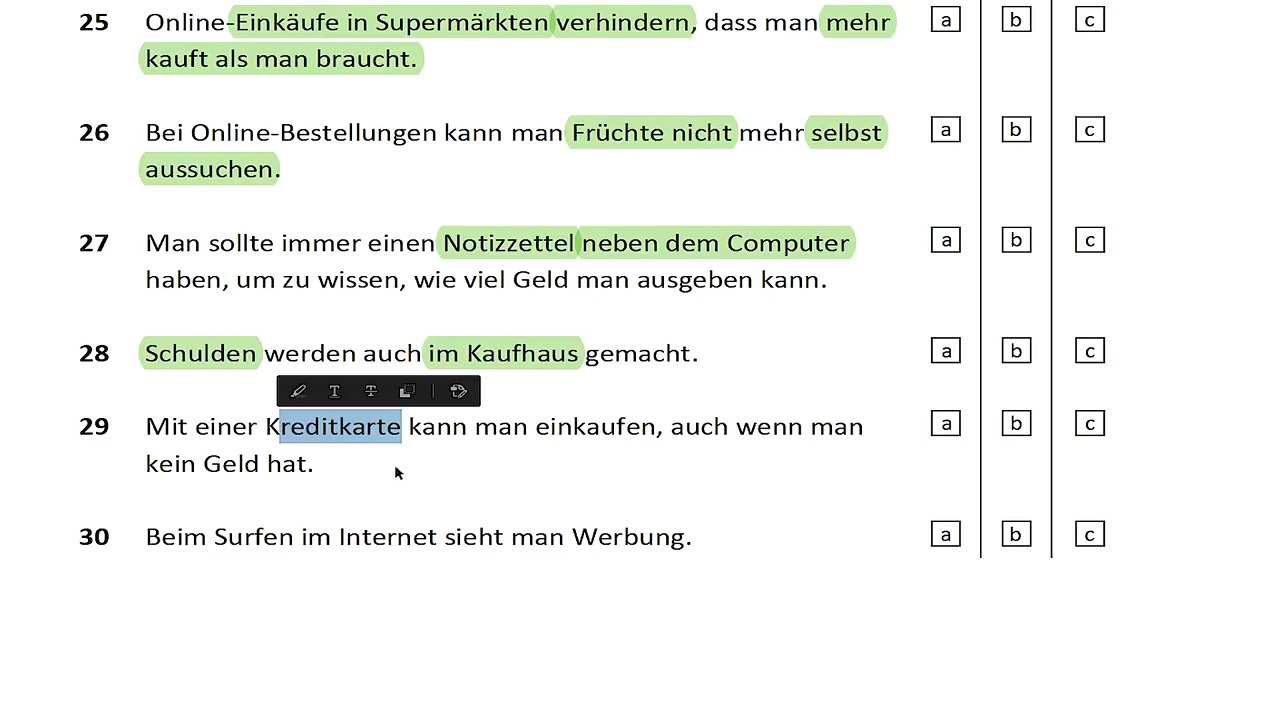 25 Online-Einkäufe in Supermärkten verhindern, dass man mehr a b c
kauft als man braucht.
26 Bei Online-Bestellungen kann man Früchte nicht mehr selbst a b c
aussuchen.
27 Man sollte immer einen Notizzettel neben dem Computer a b c
haben, um zu wissen, wie viel Geld man ausgeben kann.
28 Schulden werden auch im Kaufhaus gemacht. a b c
29 Mit einer Kreditkarte kann man einkaufen, auch wenn man a b c
kein Geld hat.
30 Beim Surfen im Internet sieht man Werbung. a b c